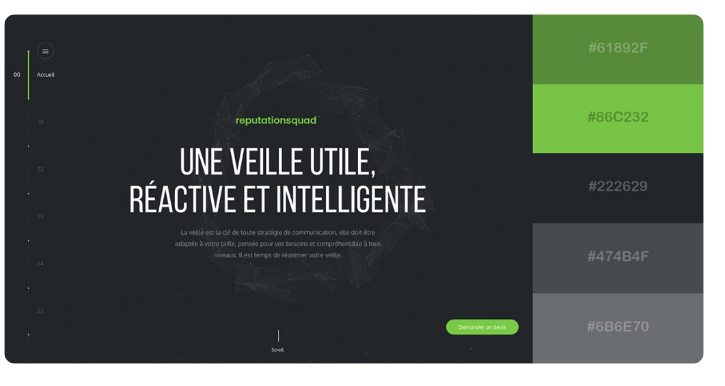 00
Accueil
01
02
03
04
05
reputationsquad
UNE VEILLE UTILE,
RÉACTIVE ET INTELLIGENTE
La veille est la clé de toute stratégie de communication, elle doit être
adaptée à votre taille, pensée pour vos besoins et compréhensible à tous
niveaux. Il est temps de réaspirer votre veille.
Demander un devis
Scroll
#61892F
#86C232
#222629
#474B4F
#6B6E70